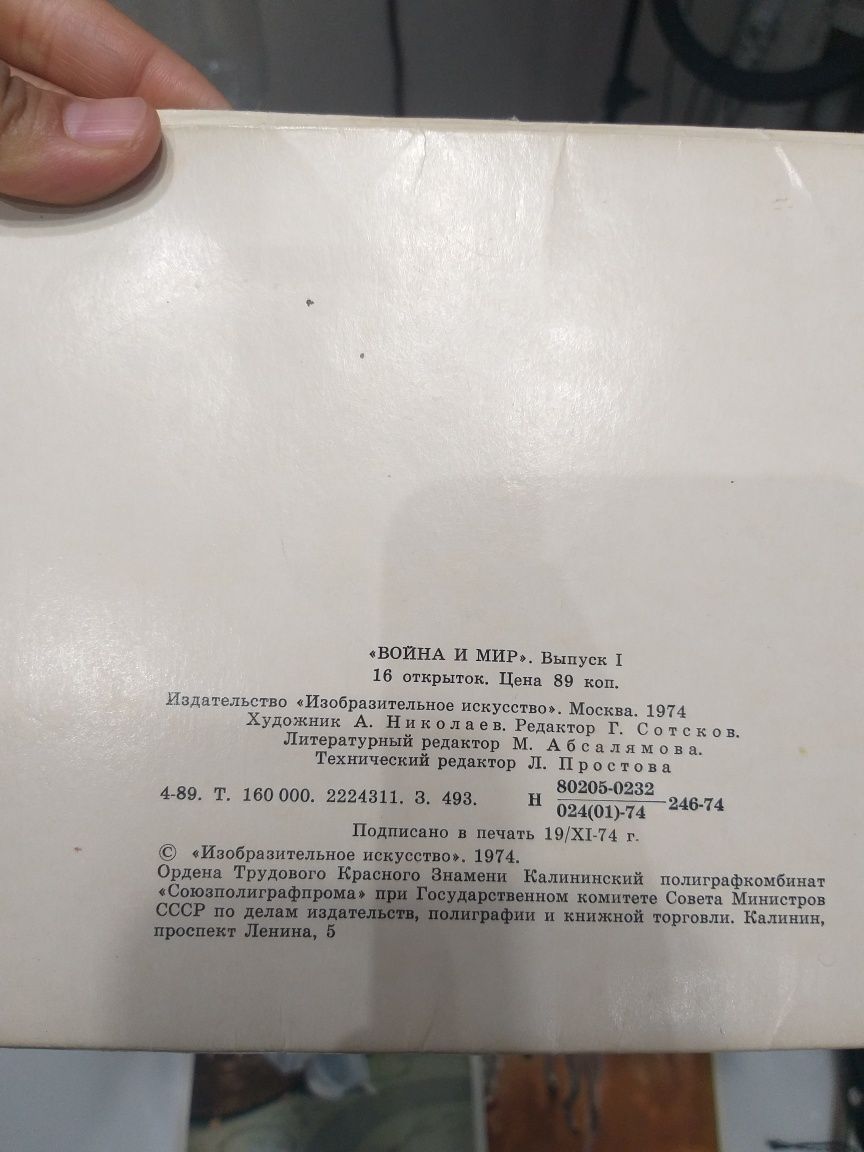 «ВОЙНА И МИР». Выпуск I
16 открыток. Цена 89 коп.
Издательство «Изобразительное искусство». Москва. 1974
Художник А. Николаев. Редактор Г. Сотсков.
Литературный редактор М. Абсалямова.
Технический редактор Л. Простова
4-89. Т. 160 000. 2224311. З. 493. Н 80205-0232
024(01)-74 246-74
Подписано в печать 19/XI-74 г.
© «Изобразительное искусство». 1974.
Ордена Трудового Красного Знамени Калининский полиграфкомбинат
«Союзполиграфпрома» при Государственном комитете Совета Министров
СССР по делам издательств, полиграфии и книжной торговли. Калинин,
проспект Ленина, 5